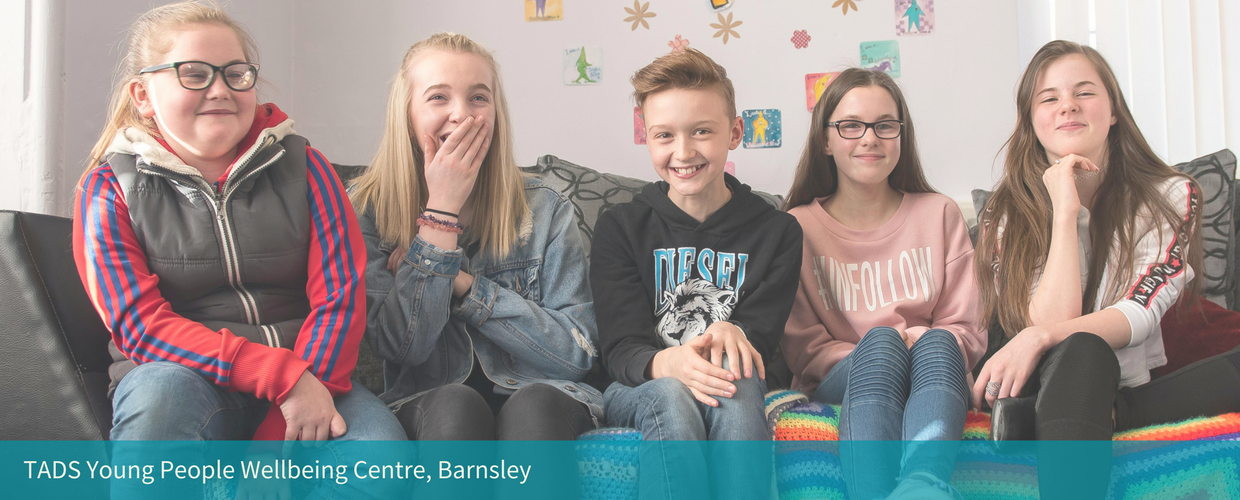 DIESEL
#UNFOLLOW
TADS Young People Wellbeing Centre, Barnsley